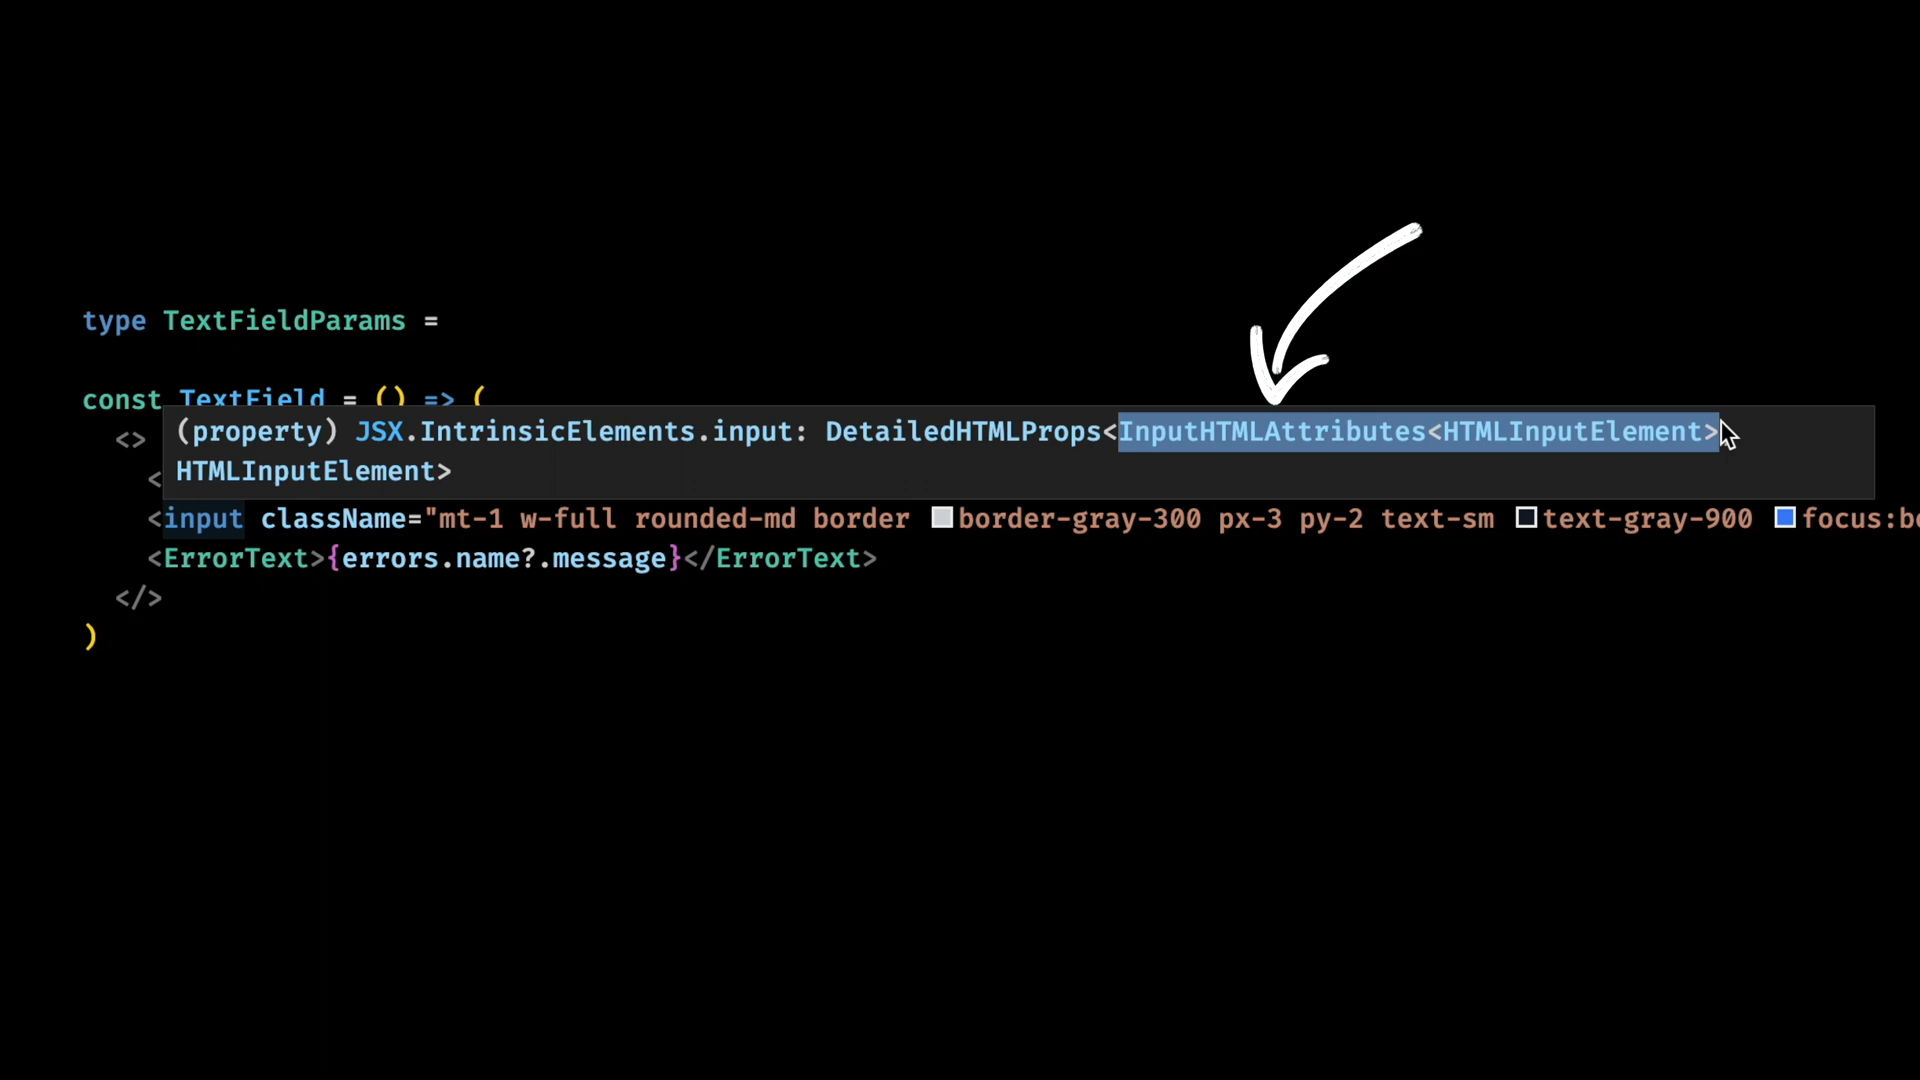 type TextFieldParams =
const TextField = () => (
<>
(property) JSX.IntrinsicElements.input: DetailedHTMLProps<InputHTMLAttributes<HTMLInputElement>
HTMLInputElement>
<
<input className="mt-1 w-full rounded-md border border-gray-300 px-3 py-2 text-sm text-gray-900
<ErrorText>{errors.name?.message}</ErrorText>
</>
)